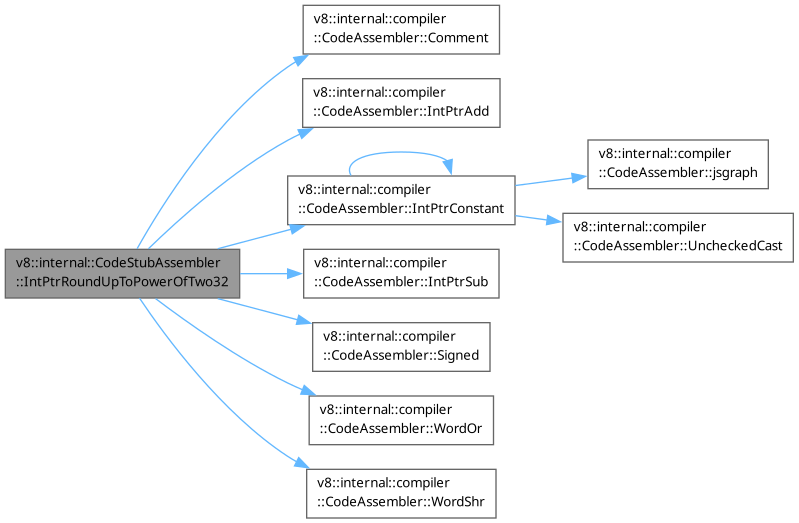 v8::internal::compiler
::CodeAssembler::Comment
v8::internal::compiler
::CodeAssembler::IntPtrAdd
v8::internal::compiler
::CodeAssembler::jsgraph
v8::internal::compiler
::CodeAssembler::IntPtrConstant
v8::internal::compiler
::CodeAssembler::UncheckedCast
v8::internal::CodeStubAssembler
::IntPtrRoundUpToPowerOfTwo32
v8::internal::compiler
::CodeAssembler::IntPtrSub
v8::internal::compiler
::CodeAssembler::Signed
v8::internal::compiler
::CodeAssembler::WordOr
v8::internal::compiler
::CodeAssembler::WordShr